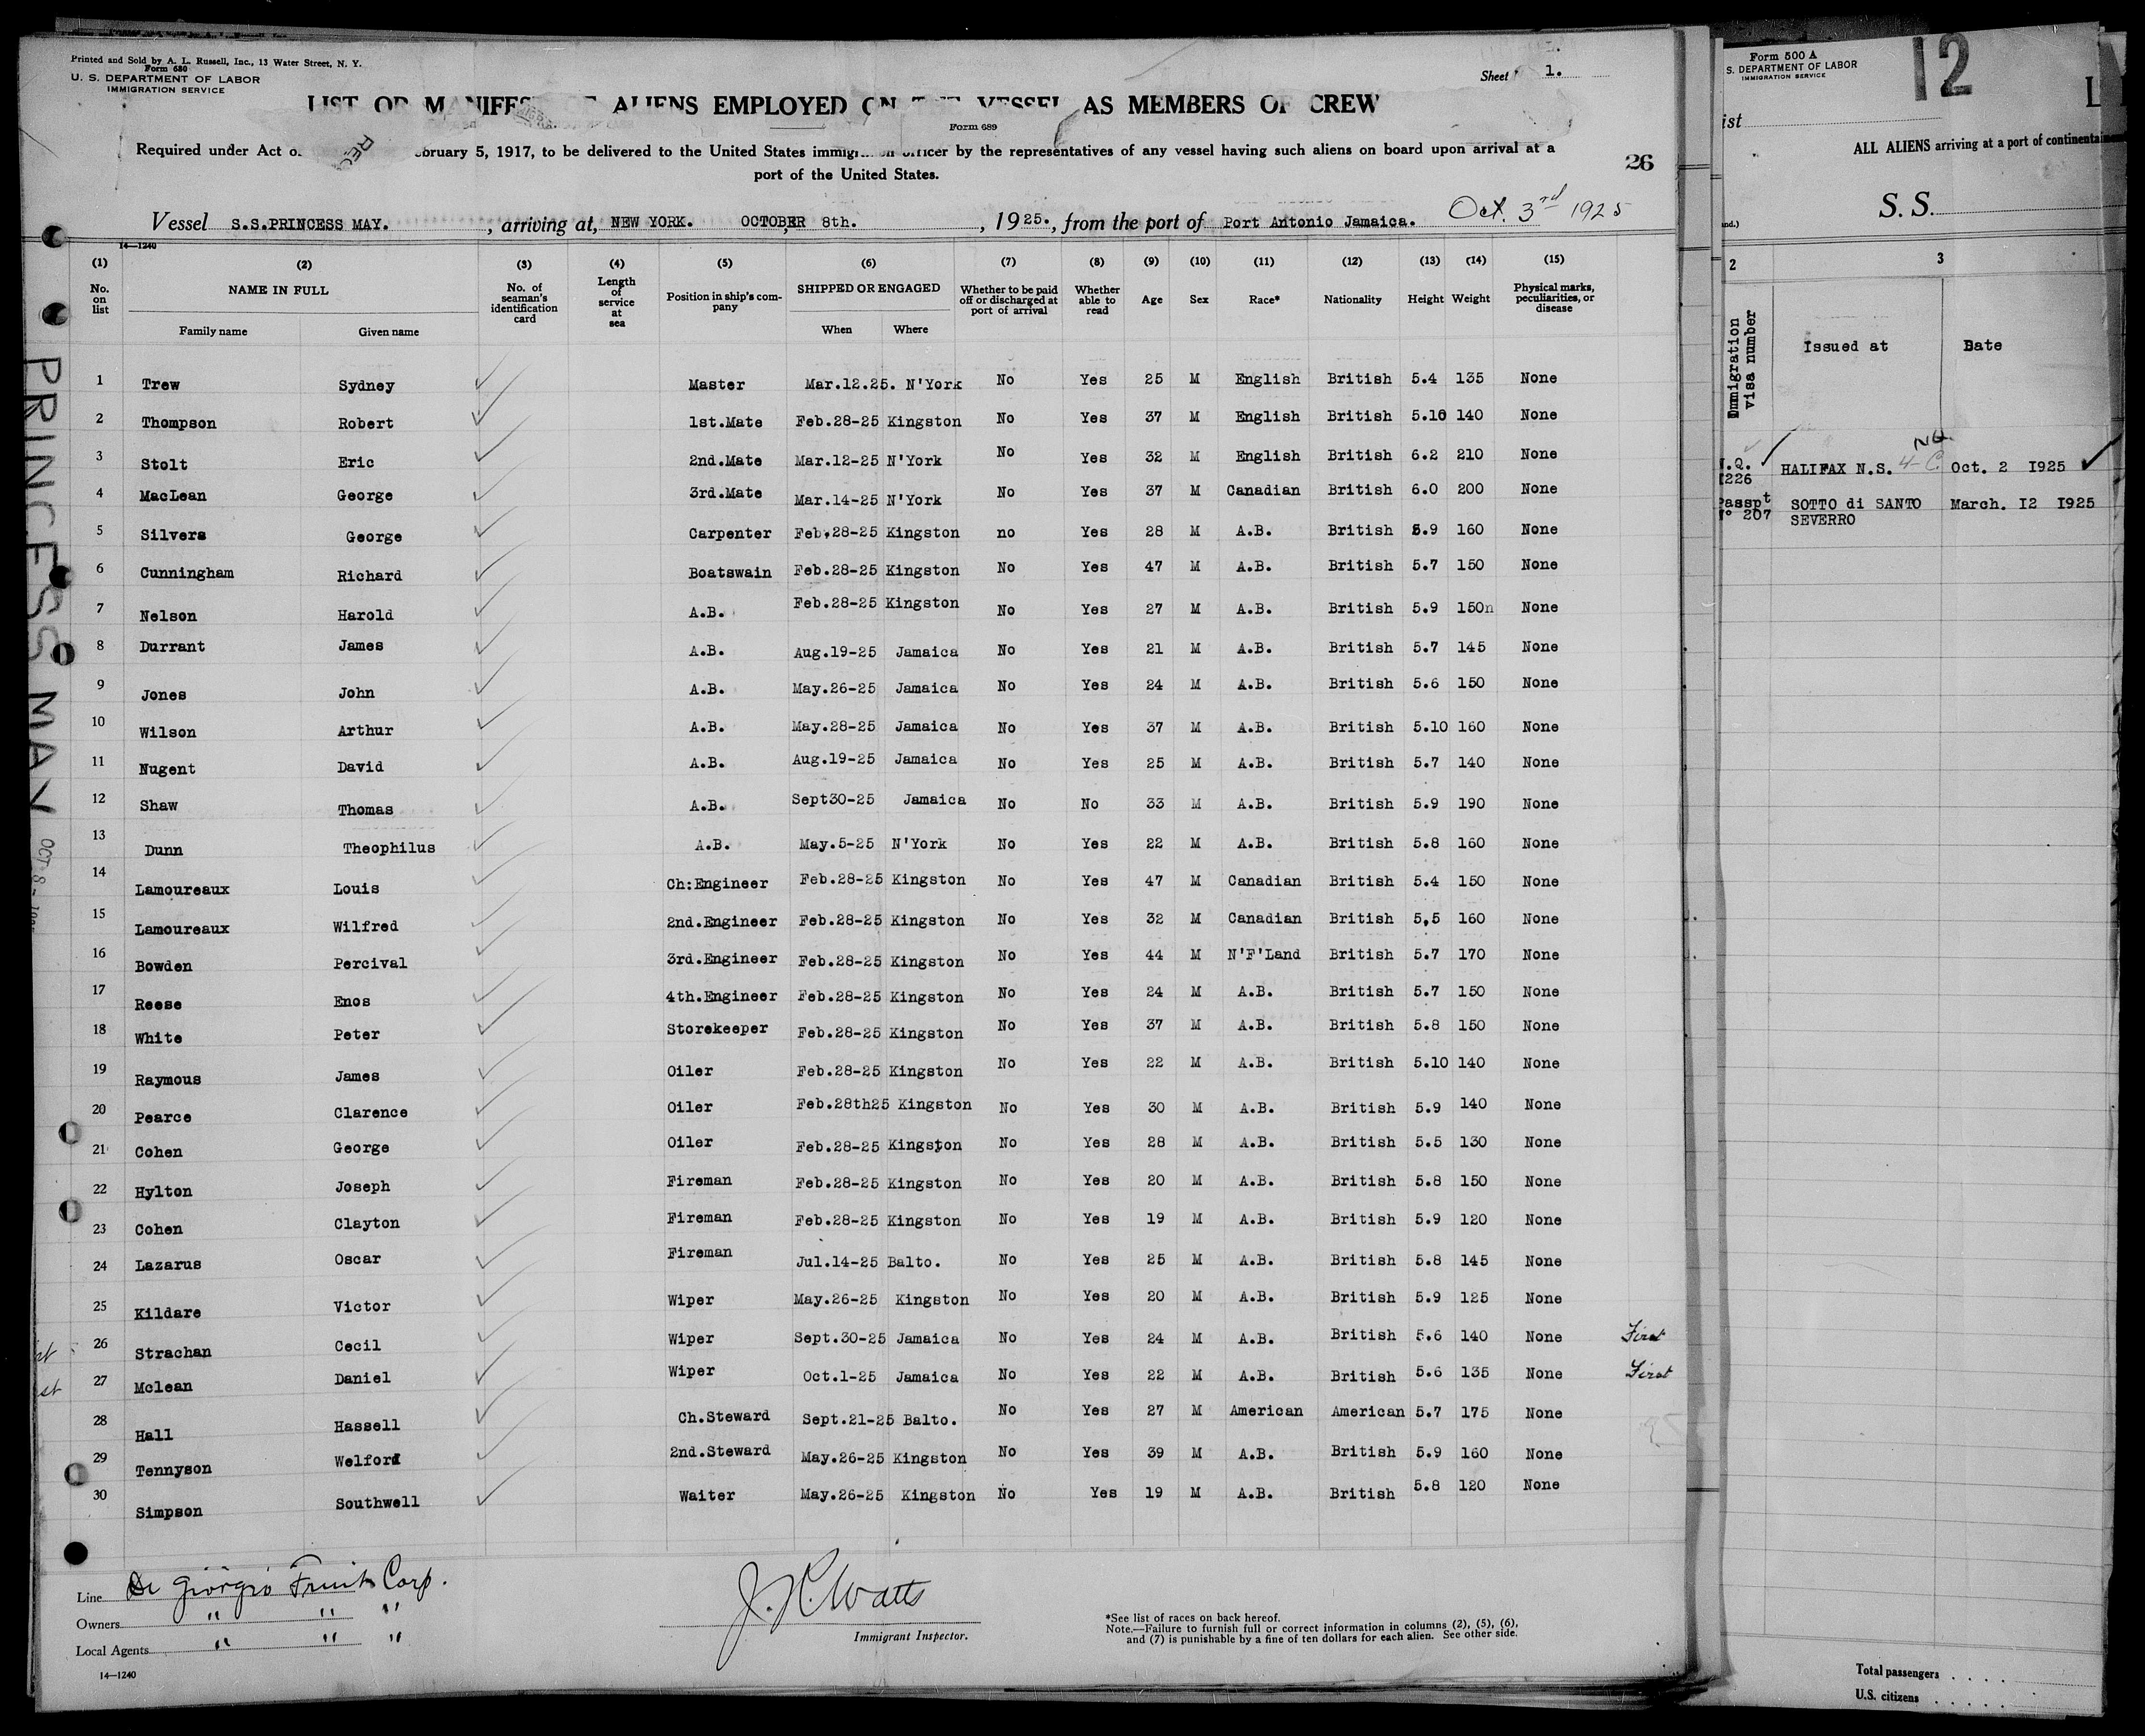 Printed and Sold by A. L. Russell, Inc., 13 Water Street, N. Y.
Form 680
U. S. DEPARTMENT OF LABOR
IMMIGRATION SERVICE
Sheet 1.
ALIENS EMPLOYED AS MEMBERS OF CREW
Form 689
Required under Act bruary 5, 1917, to be delivered to the United States officer by the representatives of any vessel having such aliens on board upon arrival at a
port of the United States.
26
Vessel S.S.PRINCESS MAY. , arriving at, NEW YORK. OCTOBER 8th. , 1925., from the port of Port Antonio Jamaica. Oct. 3rd 1925
14—1240
(1) (2) (3) (4) (5) (6) (7) (8) (9) (10) (11) (12) (13) (14) (15)
No. on list NAME IN FULL Family name Given name No. of seaman's identification card Length of service at sea Position in ship's company SHIPPED OR ENGAGED When Where Whether to be paid off or discharged at port of arrival Whether able to read Age Sex Race* Nationality Height Weight Physical marks, peculiarities, or disease
1 Trew Sydney Master Mar.12.25. N'York No Yes 25 M English British 5.4 135 None
2 Thompson Robert 1st.Mate Feb.28-25 Kingston No Yes 37 M English British 5.10 140 None
3 Stolt Eric 2nd.Mate Mar.12-25 N'York No Yes 32 M English British 6.2 210 None
4 MacLean George 3rd.Mate Mar.14-25 N'York No Yes 37 M Canadian British 6.0 200 None
5 Silvers George Carpenter Feb.28-25 Kingston no Yes 28 M A.B. British 5.9 160 None
6 Cunningham Richard Boatswain Feb.28-25 Kingston No Yes 47 M A.B. British 5.7 150 None
7 Nelson Harold A.B. Feb.28-25 Kingston No Yes 27 M A.B. British 5.9 150n None
8 Durrant James A.B. Aug.19-25 Jamaica No Yes 21 M A.B. British 5.7 145 None
9 Jones John A.B. May.26-25 Jamaica No Yes 24 M A.B. British 5.6 150 None
10 Wilson Arthur A.B. May.28-25 Jamaica No Yes 37 M A.B. British 5.10 160 None
11 Nugent David A.B. Aug.19-25 Jamaica No Yes 25 M A.B. British 5.7 140 None
12 Shaw Thomas A.B. Sept30-25 Jamaica No No 33 M A.B. British 5.9 190 None
13 Dunn Theophilus A.B. May.5-25 N'York No Yes 22 M A.B. British 5.8 160 None
14 Lamoureaux Louis Ch:Engineer Feb.28-25 Kingston No Yes 47 M Canadian British 5.4 150 None
15 Lamoureaux Wilfred 2nd.Engineer Feb.28-25 Kingston No Yes 32 M Canadian British 5,5 160 None
16 Bowden Percival 3rd.Engineer Feb.28-25 Kingston No Yes 44 M N'F'Land British 5.7 170 None
17 Reese Enos 4th.Engineer Feb.28-25 Kingston No Yes 24 M A.B. British 5.7 150 None
18 White Peter Storekeeper Feb.28-25 Kingston No Yes 37 M A.B. British 5.8 150 None
19 Raymous James Oiler Feb.28-25 Kingston No Yes 22 M A.B. British 5.10 140 None
20 Pearce Clarence Oiler Feb.28th25 Kingston No Yes 30 M A.B. British 5.9 140 None
21 Cohen George Oiler Feb.28-25 Kingston No Yes 28 M A.B. British 5.5 130 None
22 Hylton Joseph Fireman Feb.28-25 Kingston No Yes 20 M A.B. British 5.8 150 None
23 Cohen Clayton Fireman Feb.28-25 Kingston No Yes 19 M A.B. British 5.9 120 None
24 Lazarus Oscar Fireman Jul.14-25 Balto. No Yes 25 M A.B. British 5.8 145 None
25 Kildare Victor Wiper May.26-25 Kingston No Yes 20 M A.B. British 5.9 125 None
26 Strachan Cecil Wiper Sept.30-25 Jamaica No Yes 24 M A.B. British 5.6 140 None First
27 Mclean Daniel Wiper Oct.1-25 Jamaica No Yes 22 M A.B. British 5.6 135 None First
28 Hall Hassell Ch.Steward Sept.21-25 Balto. No Yes 27 M American American 5.7 175 None
29 Tennyson Welford 2nd.Steward May.26-25 Kingston No Yes 39 M A.B. British 5.9 160 None
30 Simpson Southwell Waiter May.26-25 Kingston No Yes 19 M A.B. British 5.8 120 None
Line Di Giorgio Fruit Corp.
Owners " " "
Local Agents " " "
14—1240
J. R. Watts
Immigrant Inspector.
*See list of races on back hereof.
Note.—Failure to furnish full or correct information in columns (2), (5), (6),
and (7) is punishable by a fine of ten dollars for each alien. See other side.
PRINCESS MAY
Form 500 A
S. DEPARTMENT OF LABOR
IMMIGRATION SERVICE
12
ist
ALL ALIENS arriving at a port of continental
S. S.
2 3
Immigration visa number Issued at Date
226 HALIFAX N.S. Oct. 2 1925
Passpt
Nº 207 SOTTO di SANTO SEVERRO March. I2 I925
Total passengers
U.S. citizens